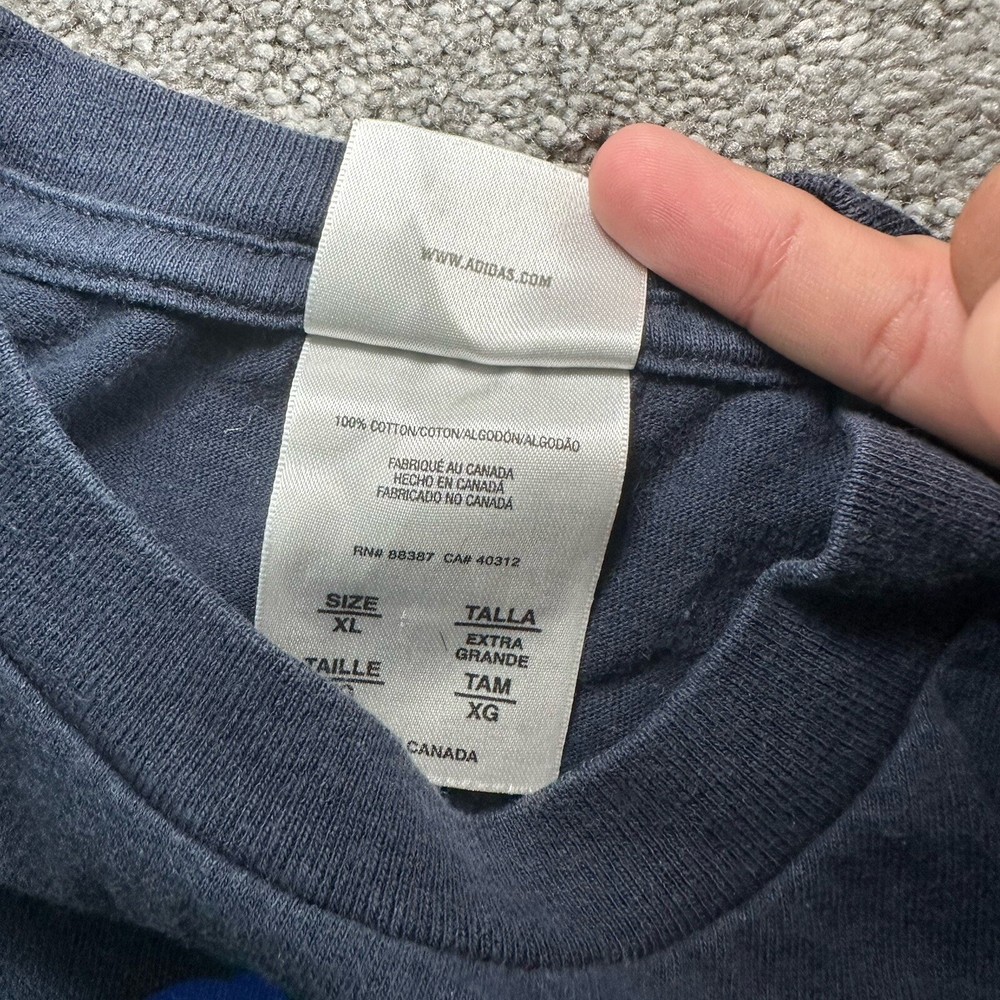 WWW.ADIDAS.COM
100% COTTON/COTON/ALGODÓN/ALGODÃO
FABRIQUÉ AU CANADA
HECHO EN CANADÁ
FABRICADO NO CANADÁ
RN# 88387 CA# 40312
SIZE
XL
TALLA
EXTRA
GRANDE
TAILLE
TAM
XG
CANADA